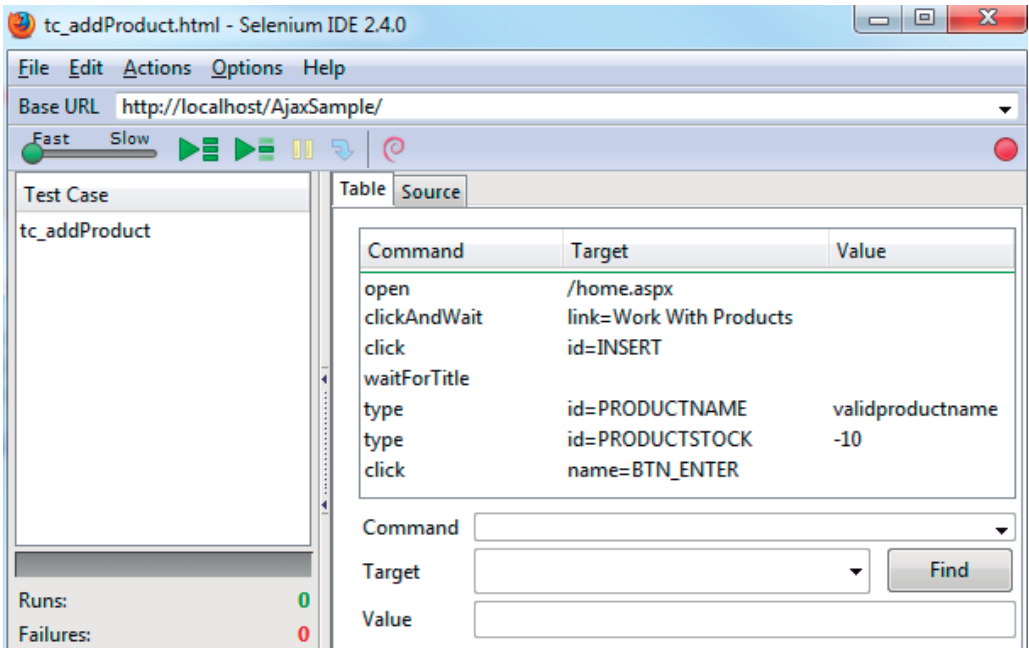 tc_addProduct.html - Selenium IDE 2.4.0
File Edit Actions Options Help
Base URL http://localhost/AjaxSample/
Fast Slow
Test Case
tc_addProduct
Table Source
Command Target Value
open /home.aspx
clickAndWait link=Work With Products
click id=INSERT
waitForTitle
type id=PRODUCTNAME validproductname
type id=PRODUCTSTOCK -10
click name=BTN_ENTER
Command
Target Find
Value
Runs: 0
Failures: 0